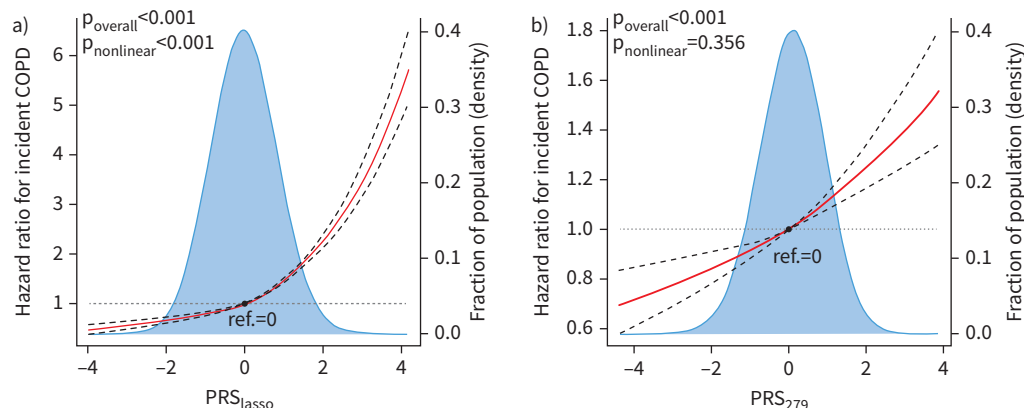 a)
p_overall<0.001
p_nonlinear<0.001
Hazard ratio for incident COPD
6
5
4
3
2
1
0.4
0.3
0.2
0.1
0.0
Fraction of population (density)
ref.=0
–4 –2 0 2 4
PRS_lasso
b)
p_overall<0.001
p_nonlinear=0.356
Hazard ratio for incident COPD
1.8
1.6
1.4
1.2
1.0
0.8
0.6
0.4
0.3
0.2
0.1
0.0
Fraction of population (density)
ref.=0
–4 –2 0 2 4
PRS_279